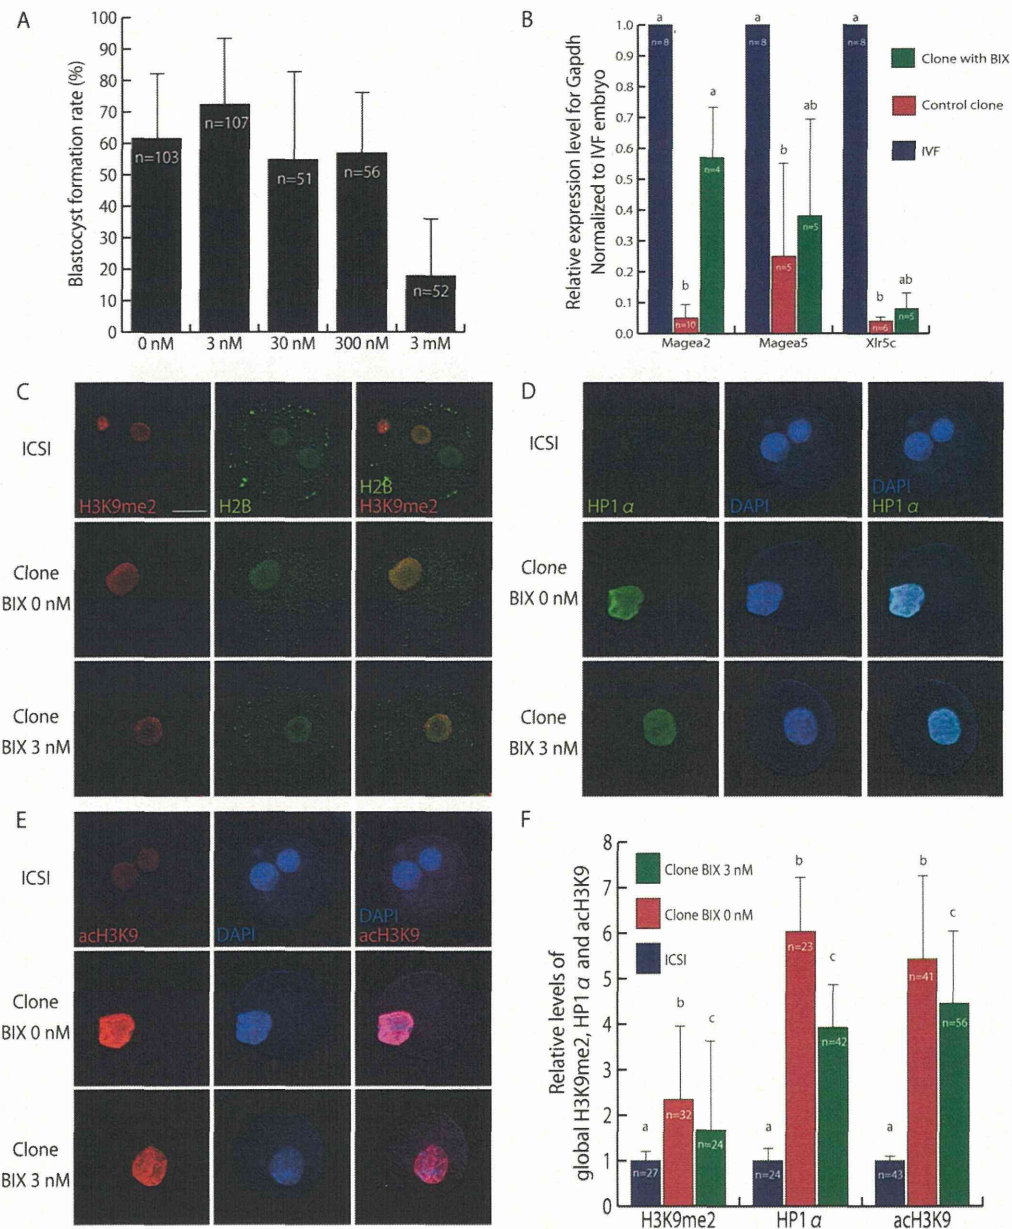 A
Blastocyst formation rate (%)
100
90
80
70
60
50
40
30
20
10
0
n=103
n=107
n=51
n=56
n=52
0 nM
3 nM
30 nM
300 nM
3 mM
B
Relative expression level for Gapdh
Normalized to IVF embryo
1.0
0.9
0.8
0.7
0.6
0.5
0.4
0.3
0.2
0.1
0.0
a
b
a
a
b
ab
a
b
ab
n=8
n=10
n=4
n=8
n=5
n=5
n=8
n=6
n=5
Magea2
Magea5
Xlr5c
Clone with BIX
Control clone
IVF
C
ICSI
H3K9me2
H2B
H2B
H3K9me2
Clone
BIX 0 nM
Clone
BIX 3 nM
D
ICSI
HP1 α
DAPI
DAPI
HP1 α
Clone
BIX 0 nM
Clone
BIX 3 nM
E
ICSI
acH3K9
DAPI
DAPI
acH3K9
Clone
BIX 0 nM
Clone
BIX 3 nM
F
Relative levels of
global H3K9me2, HP1 α and acH3K9
8
7
6
5
4
3
2
1
0
Clone BIX 3 nM
Clone BIX 0 nM
ICSI
a
b
c
a
b
c
a
b
c
n=27
n=32
n=24
n=24
n=23
n=42
n=43
n=41
n=56
H3K9me2
HP1 α
acH3K9